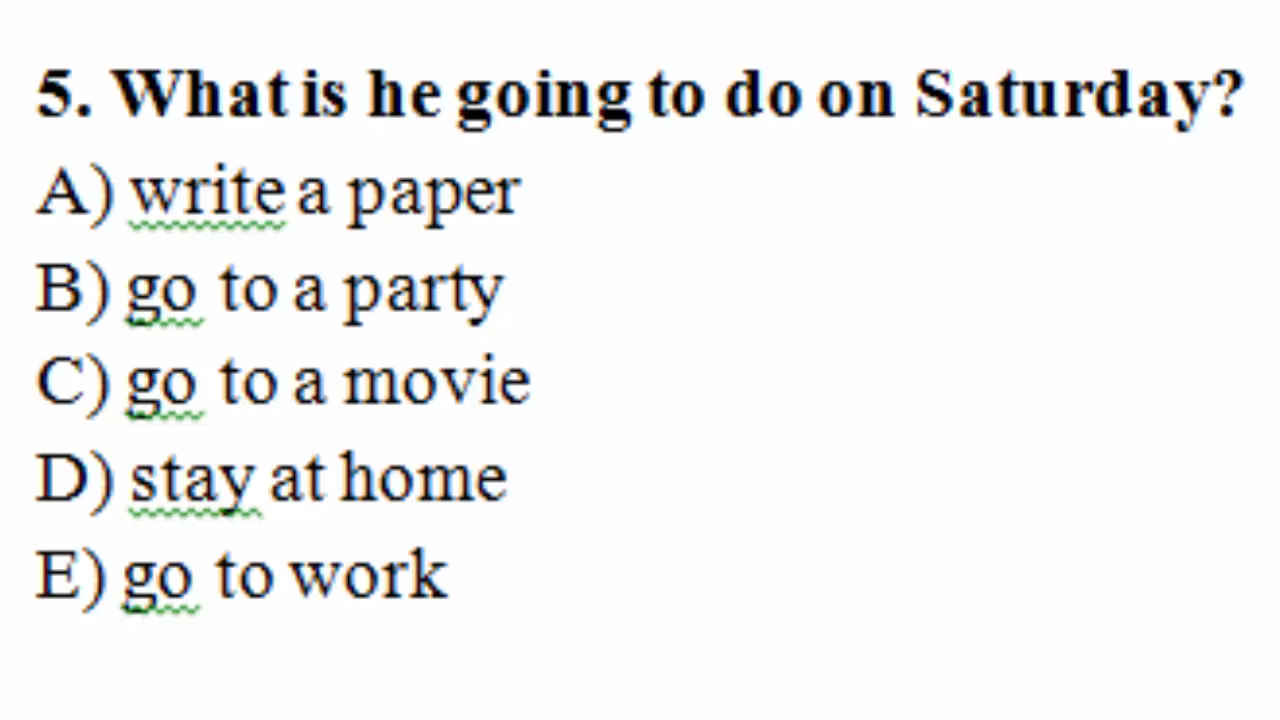 5. What is he going to do on Saturday?
A) write a paper
B) go to a party
C) go to a movie
D) stay at home
E) go to work